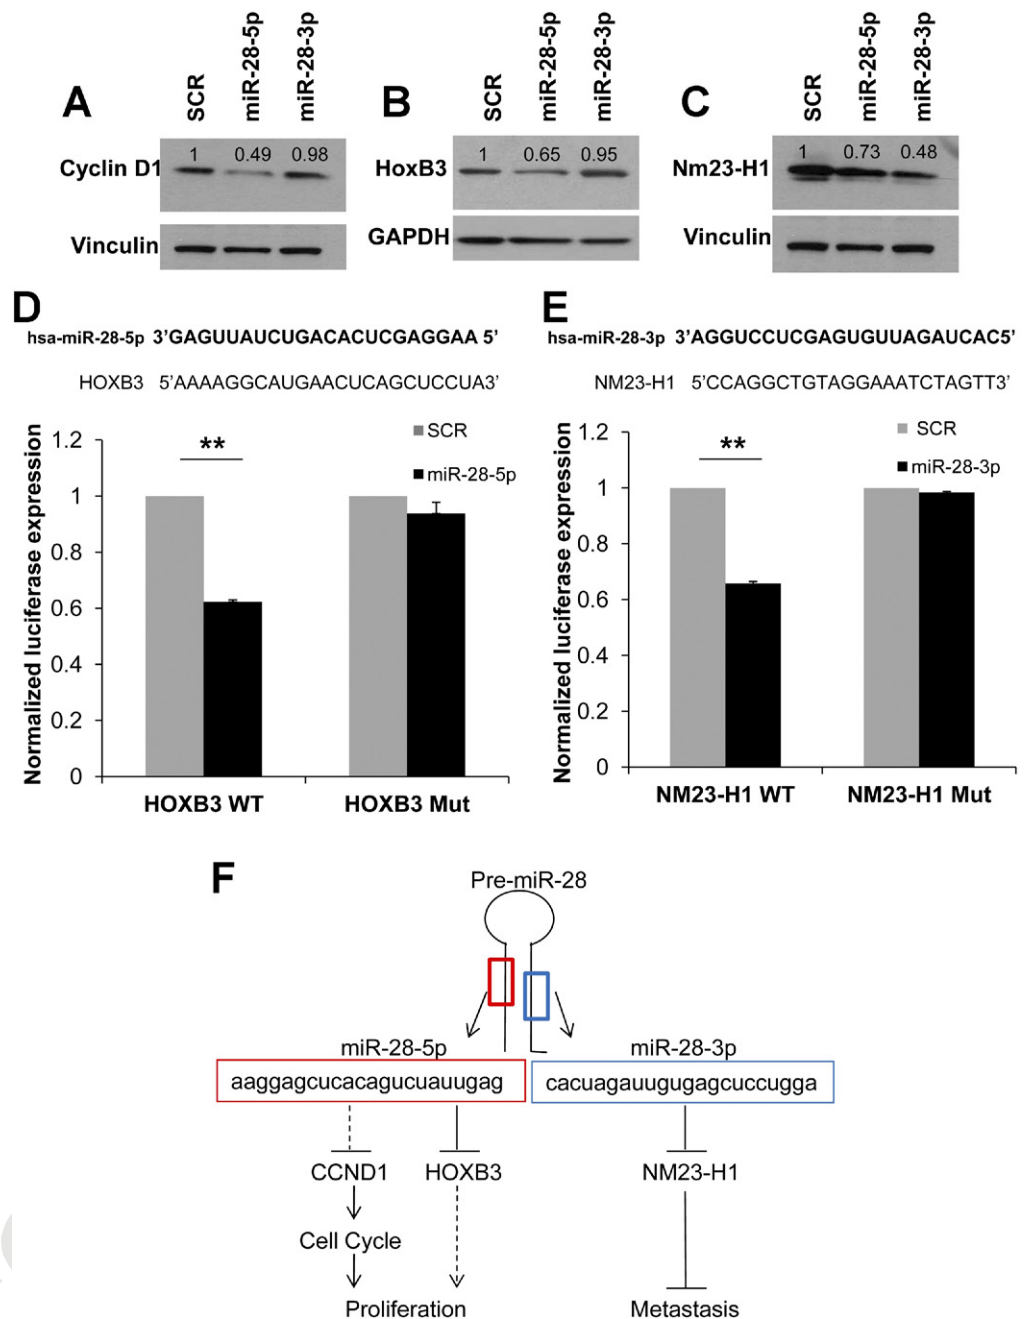 A
SCR
miR-28-5p
miR-28-3p
Cyclin D1
1 0.49 0.98
Vinculin
B
SCR
miR-28-5p
miR-28-3p
HoxB3
1 0.65 0.95
GAPDH
C
SCR
miR-28-5p
miR-28-3p
Nm23-H1
1 0.73 0.48
Vinculin
D
hsa-miR-28-5p 3’GAGUUAUCUGACACUCGAGGAA 5’
HOXB3 5’AAAAGGCAUGAACUCAGCUCCUA3’
Normalized luciferase expression
1.2
1
0.8
0.6
0.4
0.2
0
**
SCR
miR-28-5p
HOXB3 WT HOXB3 Mut
E
hsa-miR-28-3p 3’AGGUCCUCGAGUGUUAGAUCAC5’
NM23-H1 5’CCAGGCTGTAGGAAATCTAGTT3’
Normalized luciferase expression
1.2
1
0.8
0.6
0.4
0.2
0
**
SCR
miR-28-3p
NM23-H1 WT NM23-H1 Mut
F
Pre-miR-28
miR-28-5p miR-28-3p
aaggagcucacagucuauugag cacuagauugugagcuccugga
CCND1 HOXB3 NM23-H1
Cell Cycle
Proliferation Metastasis